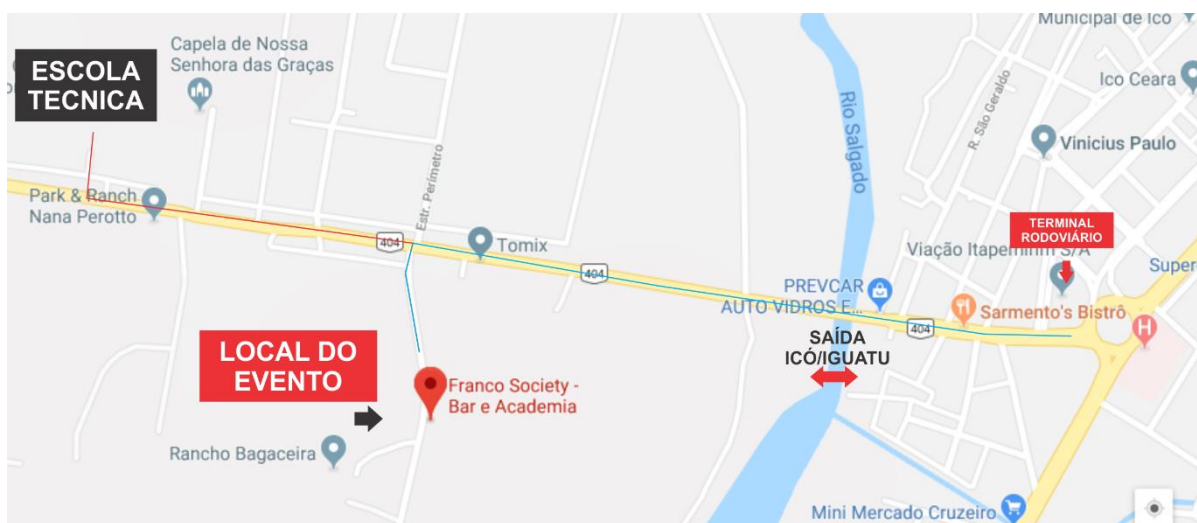 Municipal de Ico
Capela de Nossa
Senhora das Graças
ESCOLA
TECNICA
Ico Ceara
R. São Geraldo
Vinicius Paulo
Rio Salgado
Estr. Perímetro
Park & Ranch
Nana Perotto
TERMINAL
RODOVIÁRIO
404
Tomix
Viação Itapemirim S/A
404
Super
PREVCAR
AUTO VIDROS E...
Sarmento's Bistrô
404
H
SAÍDA
ICÓ/IGUATU
LOCAL DO
EVENTO
Franco Society -
Bar e Academia
Rancho Bagaceira
Mini Mercado Cruzeiro